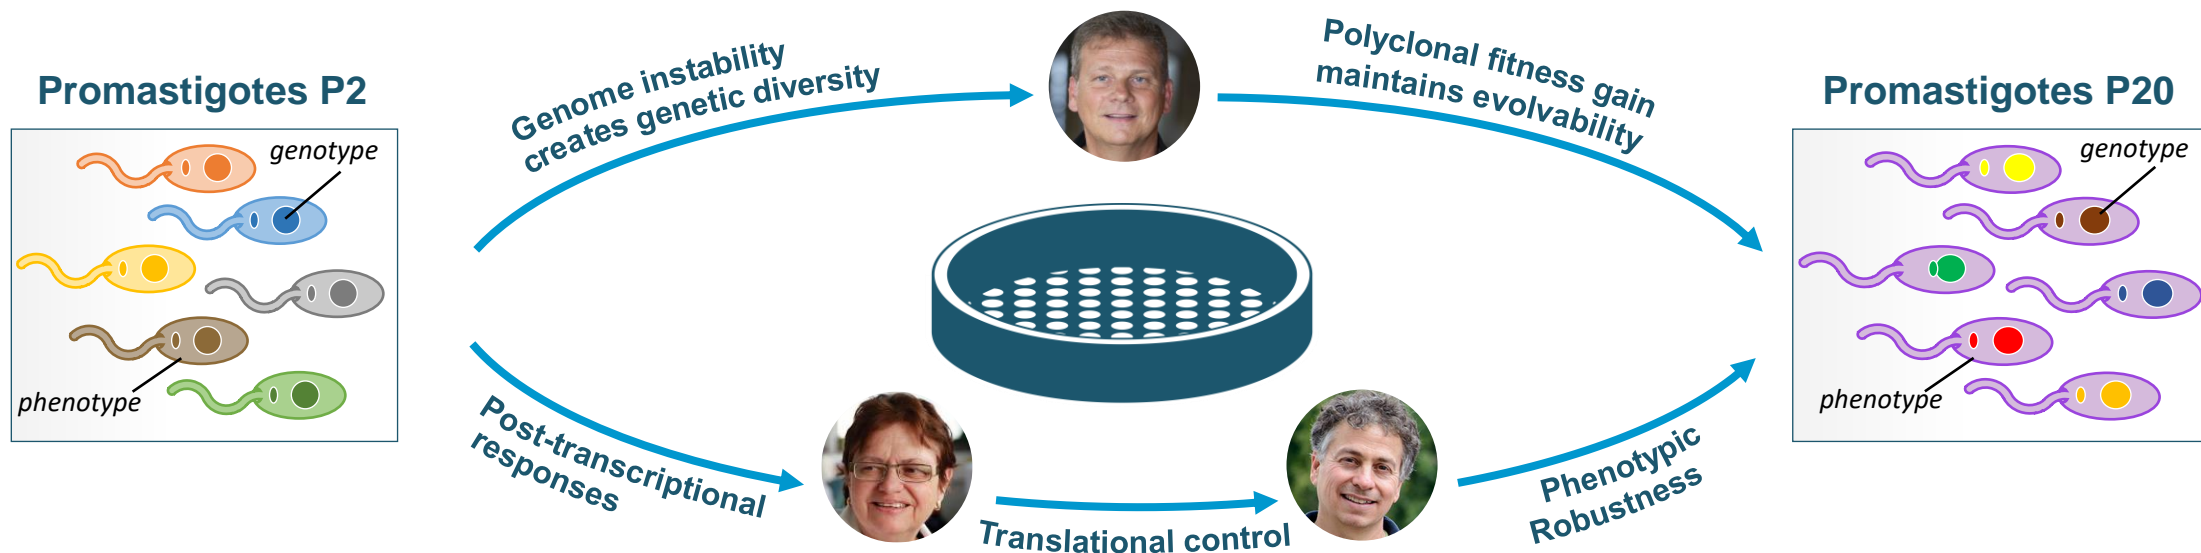 Promastigotes P2
genotype
phenotype
Genome instability
creates genetic diversity
Polyclonal fitness gain
maintains evolvability
Post-transcriptional
responses
Translational control
Phenotypic
Robustness
Promastigotes P20
genotype
phenotype